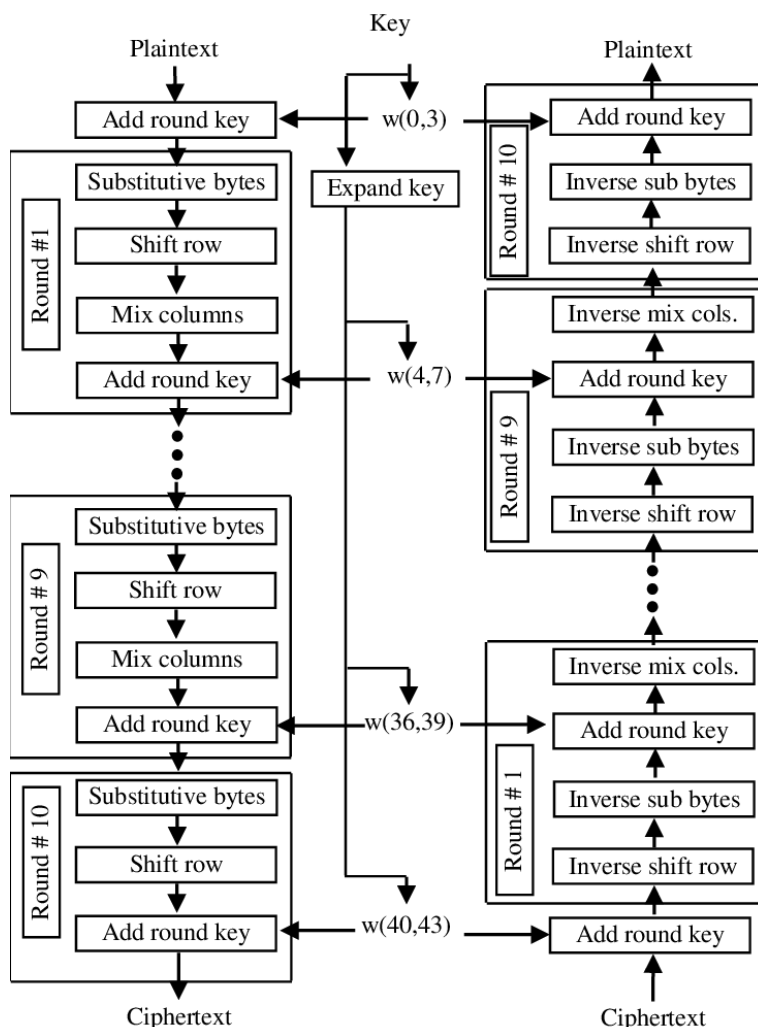 Key
Plaintext
Add round key
Round #1
Substitutive bytes
Shift row
Mix columns
Add round key
Round # 9
Substitutive bytes
Shift row
Mix columns
Add round key
Round # 10
Substitutive bytes
Shift row
Add round key
Ciphertext
w(0,3)
Expand key
w(4,7)
w(36,39)
w(40,43)
Plaintext
Add round key
Round # 10
Inverse sub bytes
Inverse shift row
Inverse mix cols.
Add round key
Round # 9
Inverse sub bytes
Inverse shift row
Inverse mix cols.
Add round key
Round # 1
Inverse sub bytes
Inverse shift row
Add round key
Ciphertext